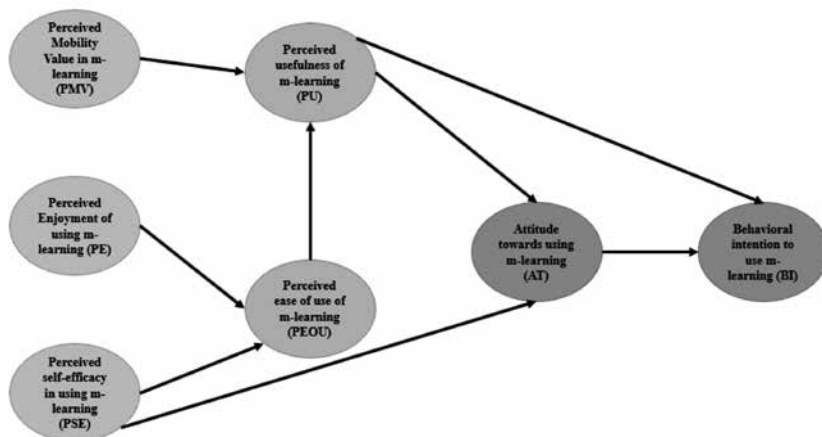 Perceived
Mobility
Value in m-
learning
(PMV)
Perceived
usefulness of
m-learning
(PU)
Perceived
Enjoyment of
using m-
learning (PE)
Attitude
towards using
m-learning
(AT)
Behavioral
intention to
use m-
learning (BI)
Perceived
ease of use of
m-learning
(PEOU)
Perceived
self-efficacy
in using m-
learning
(PSE)